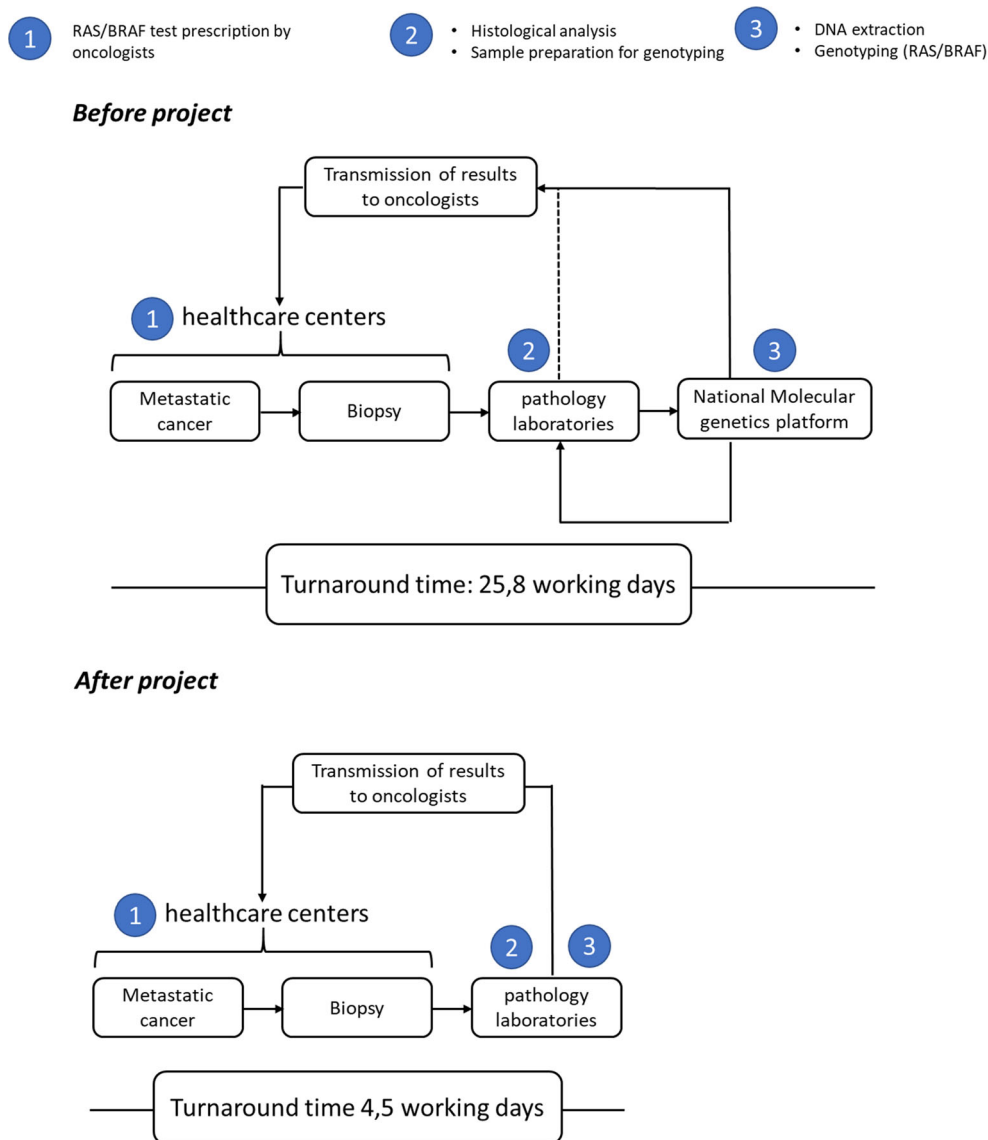 1
RAS/BRAF test prescription by
oncologists
2
• Histological analysis
• Sample preparation for genotyping
3
• DNA extraction
• Genotyping (RAS/BRAF)
Before project
Transmission of results
to oncologists
1 healthcare centers
2
3
Metastatic
cancer
Biopsy
pathology
laboratories
National Molecular
genetics platform
Turnaround time: 25,8 working days
After project
Transmission of results
to oncologists
1 healthcare centers
2
3
Metastatic
cancer
Biopsy
pathology
laboratories
Turnaround time 4,5 working days